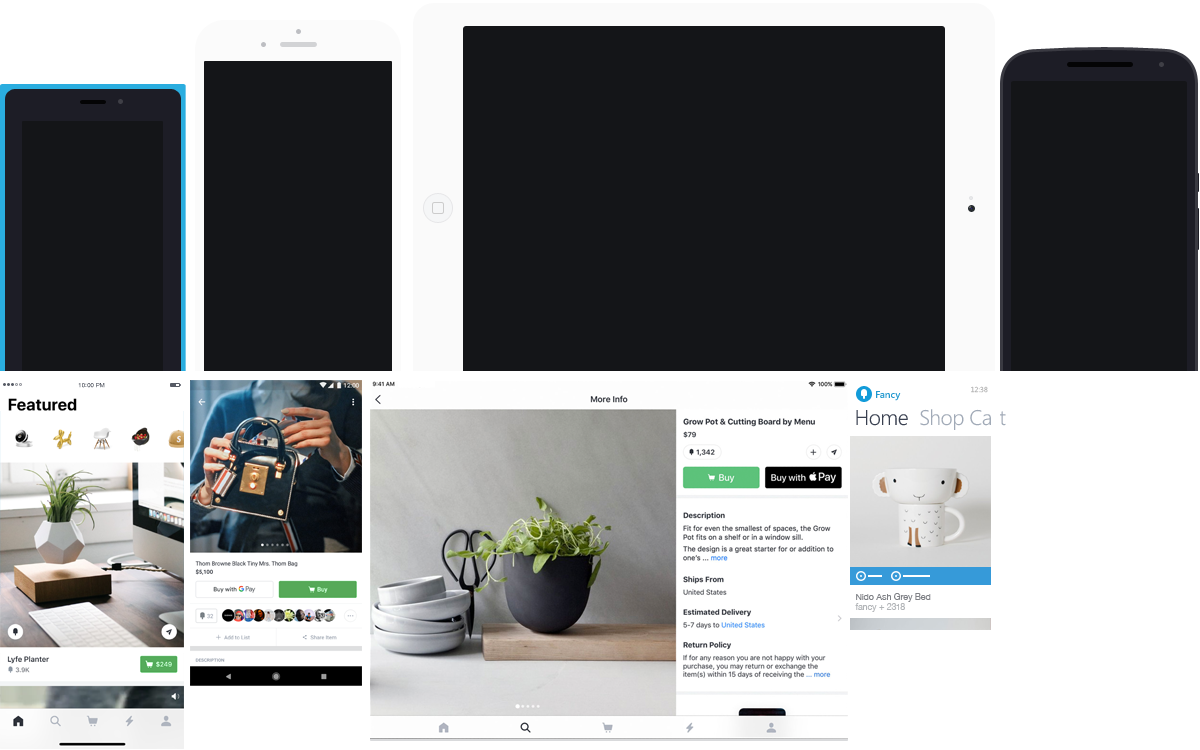 10:00 PM
Featured
5
Lyfe Planter
3.9K
$249
12:00
Thom Browne Black Tiny Mrs. Thom Bag
$5,100
Buy with G Pay
Buy
32
Add to List
Share Item
DESCRIPTION
9:41 AM
100%
More Info
Grow Pot & Cutting Board by Menu
$79
1,342
Buy
Buy with Pay
Description
Fit for even the smallest of spaces, the Grow
Pot fits on a shelf or in a window sill.
The design is a great starter for or addition to
one's ... more
Ships From
United States
Estimated Delivery
5-7 days to United States
Return Policy
If for any reason you are not happy with your
purchase, you may return or exchange the
item(s) within 15 days of receiving the ... more
12:38
Fancy
Home Shop Ca t
Nido Ash Grey Bed
fancy + 2318